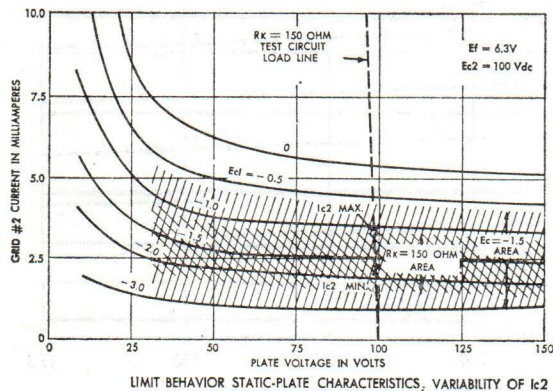 10.0
7.5
5.0
2.5
0
GRID #2 CURRENT IN MILLIAMPERES
Rĸ = 150 OHM
TEST CIRCUIT
LOAD LINE
Ef = 6.3V
Ec2 = 100 Vdc
0
Ec1 = -0.5
-1.0
-1.5
-2.0
-3.0
Ic2 MAX.
Rĸ = 150 OHM
AREA
Ec = -1.5
AREA
Ic2 MIN.
0 25 50 75 100 125 150
PLATE VOLTAGE IN VOLTS
LIMIT BEHAVIOR STATIC-PLATE CHARACTERISTICS, VARIABILITY OF Ic2